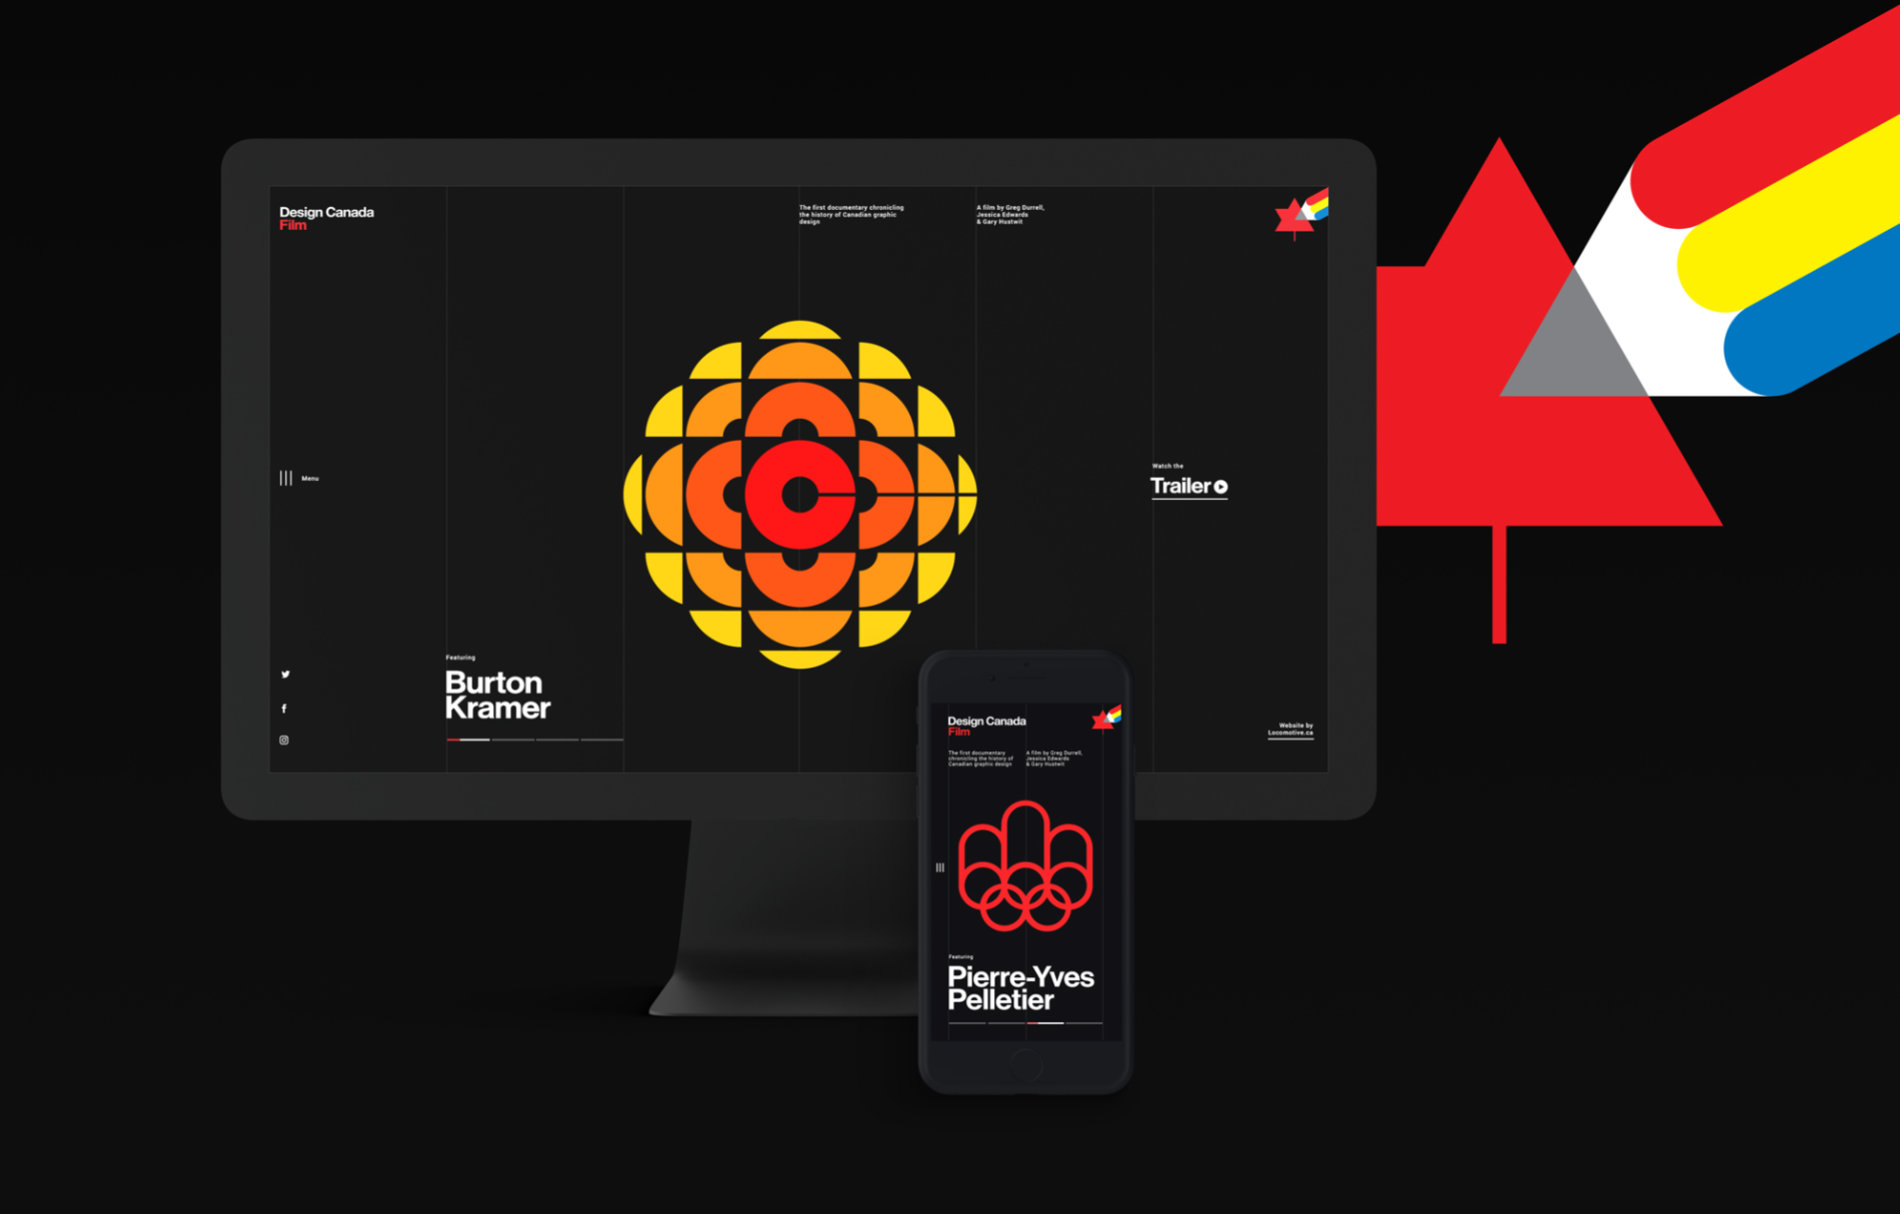 Design Canada
Film
The first documentary chronicling
the history of Canadian graphic
design
A film by Greg Durrell,
Jessica Edwards
& Gary Hustwit
Menu
Watch the
Trailer
Featuring
Burton
Kramer
Website by
Locomotive.ca
Design Canada
Film
The first documentary
chronicling the history of
Canadian graphic design
A film by Greg Durrell,
Jessica Edwards
& Gary Hustwit
Featuring
Pierre-Yves
Pelletier